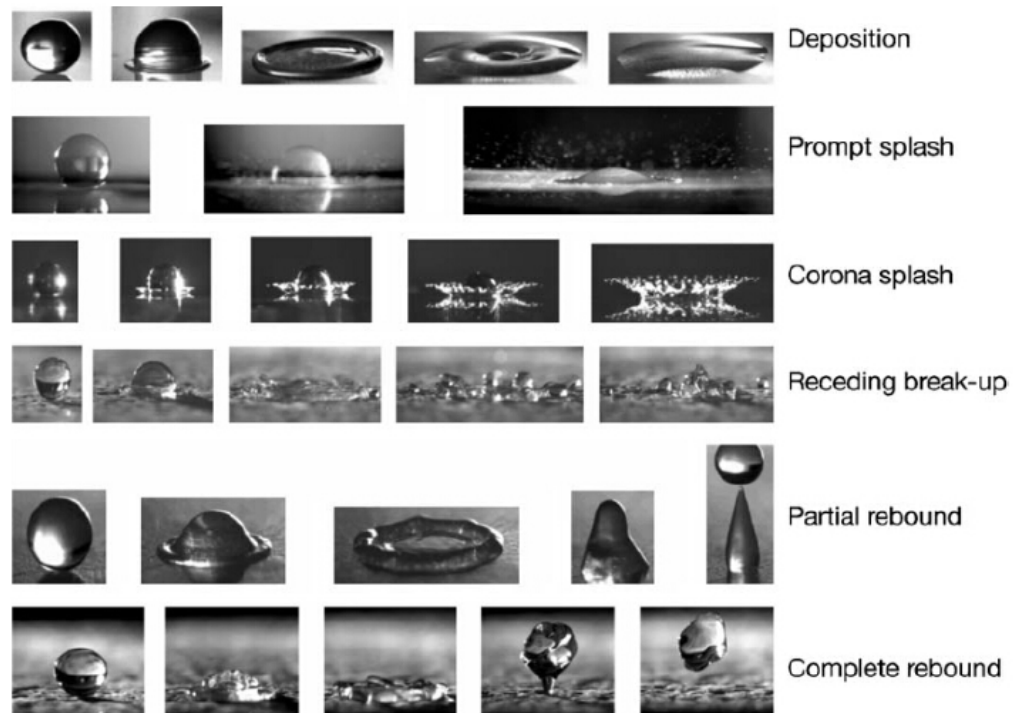 Deposition
Prompt splash
Corona splash
Receding break-up
Partial rebound
Complete rebound